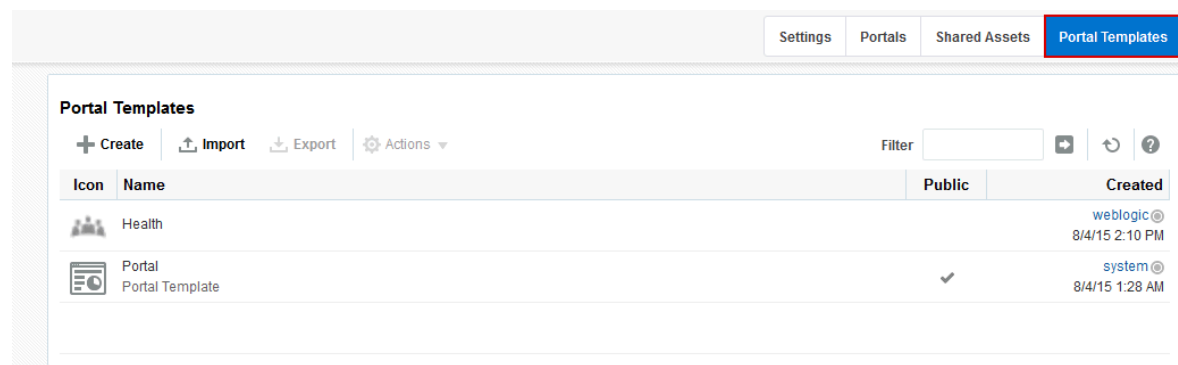 Settings Portals Shared Assets Portal Templates
Portal Templates
Create Import Export Actions Filter
Icon Name Public Created
Health weblogic
8/4/15 2:10 PM
Portal system
Portal Template 8/4/15 1:28 AM